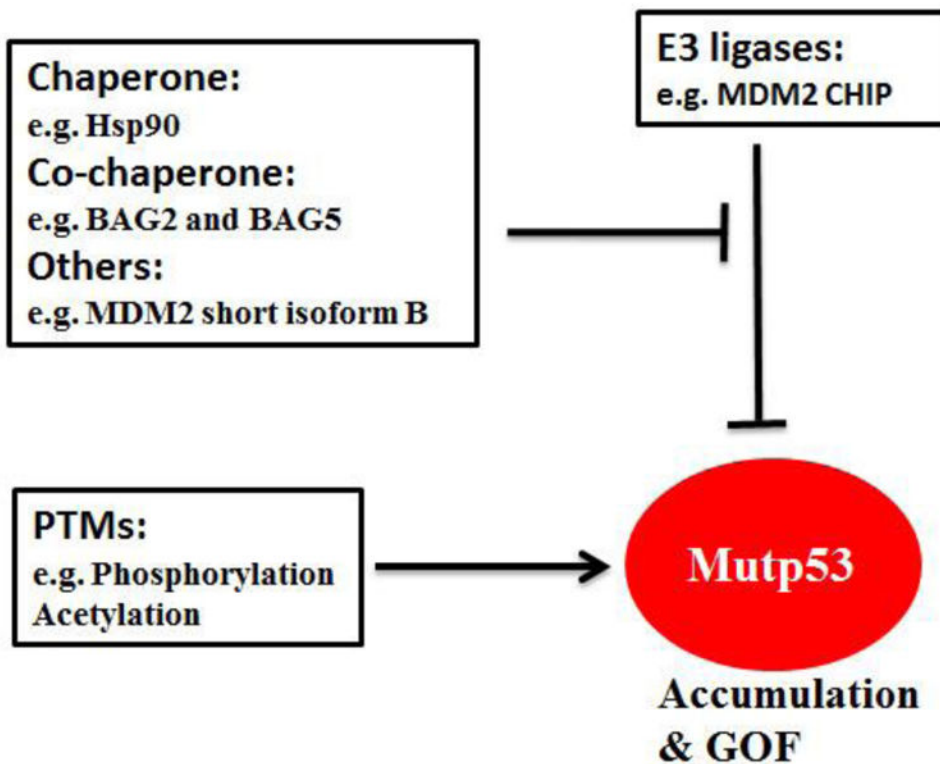 Chaperone:
e.g. Hsp90
Co-chaperone:
e.g. BAG2 and BAG5
Others:
e.g. MDM2 short isoform B
E3 ligases:
e.g. MDM2 CHIP
PTMs:
e.g. Phosphorylation
Acetylation
Mutp53
Accumulation
& GOF